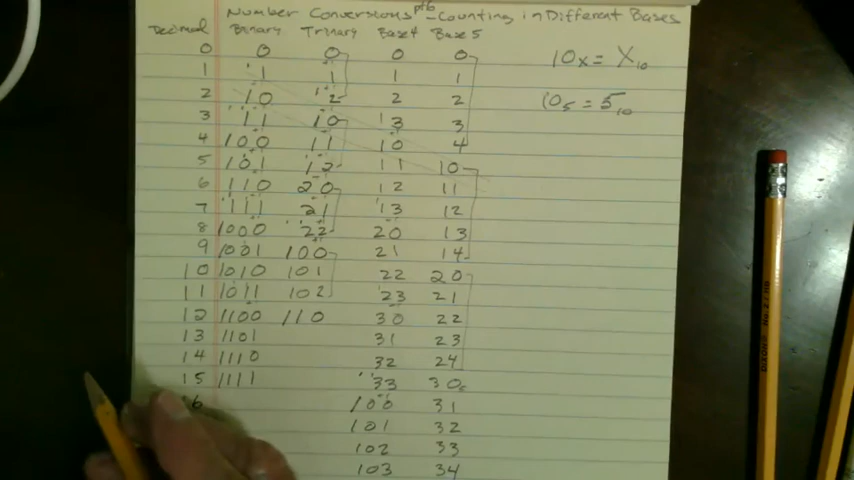 Number Conversions pt6 - Counting in Different Bases
Decimal Binary Trinary Base4 Base 5
0 0 0 0 0
1 1 1 1 1
2 10 2 2 2
3 11 10 3 3
4 100 11 10 4
5 101 12 11 10
6 110 20 12 11
7 111 21 13 12
8 1000 22 20 13
9 1001 100 21 14
10 1010 101 22 20
11 1011 102 23 21
12 1100 110 30 22
13 1101 31 23
14 1110 32 24
15 1111 33 30
16 100 31
101 32
102 33
103 34
10x = X10
105 = 510